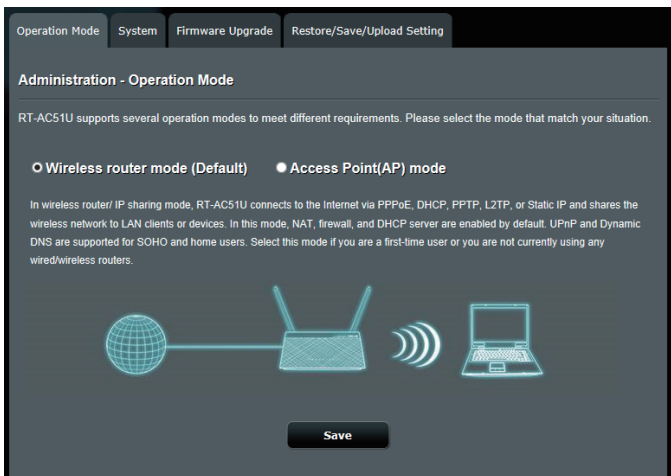 Operation Mode System Firmware Upgrade Restore/Save/Upload Setting
Administration - Operation Mode
RT-AC51U supports several operation modes to meet different requirements. Please select the mode that match your situation.
Wireless router mode (Default) Access Point(AP) mode
In wireless router/ IP sharing mode, RT-AC51U connects to the Internet via PPPoE, DHCP, PPTP, L2TP, or Static IP and shares the
wireless network to LAN clients or devices. In this mode, NAT, firewall, and DHCP server are enabled by default. UPnP and Dynamic
DNS are supported for SOHO and home users. Select this mode if you are a first-time user or you are not currently using any
wired/wireless routers.
Save